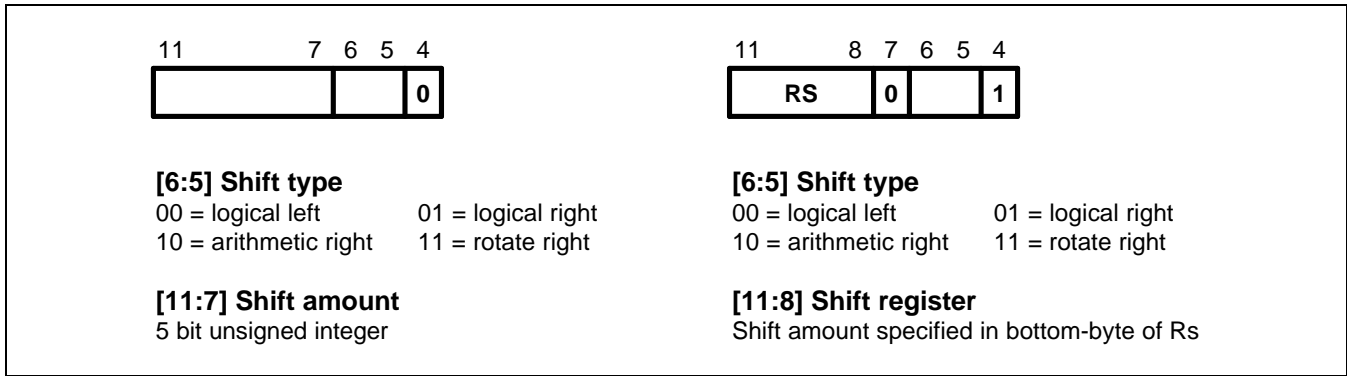 11 7 6 5 4
0
[6:5] Shift type
00 = logical left 01 = logical right
10 = arithmetic right 11 = rotate right
[11:7] Shift amount
5 bit unsigned integer
11 8 7 6 5 4
RS 0 1
[6:5] Shift type
00 = logical left 01 = logical right
10 = arithmetic right 11 = rotate right
[11:8] Shift register
Shift amount specified in bottom-byte of Rs